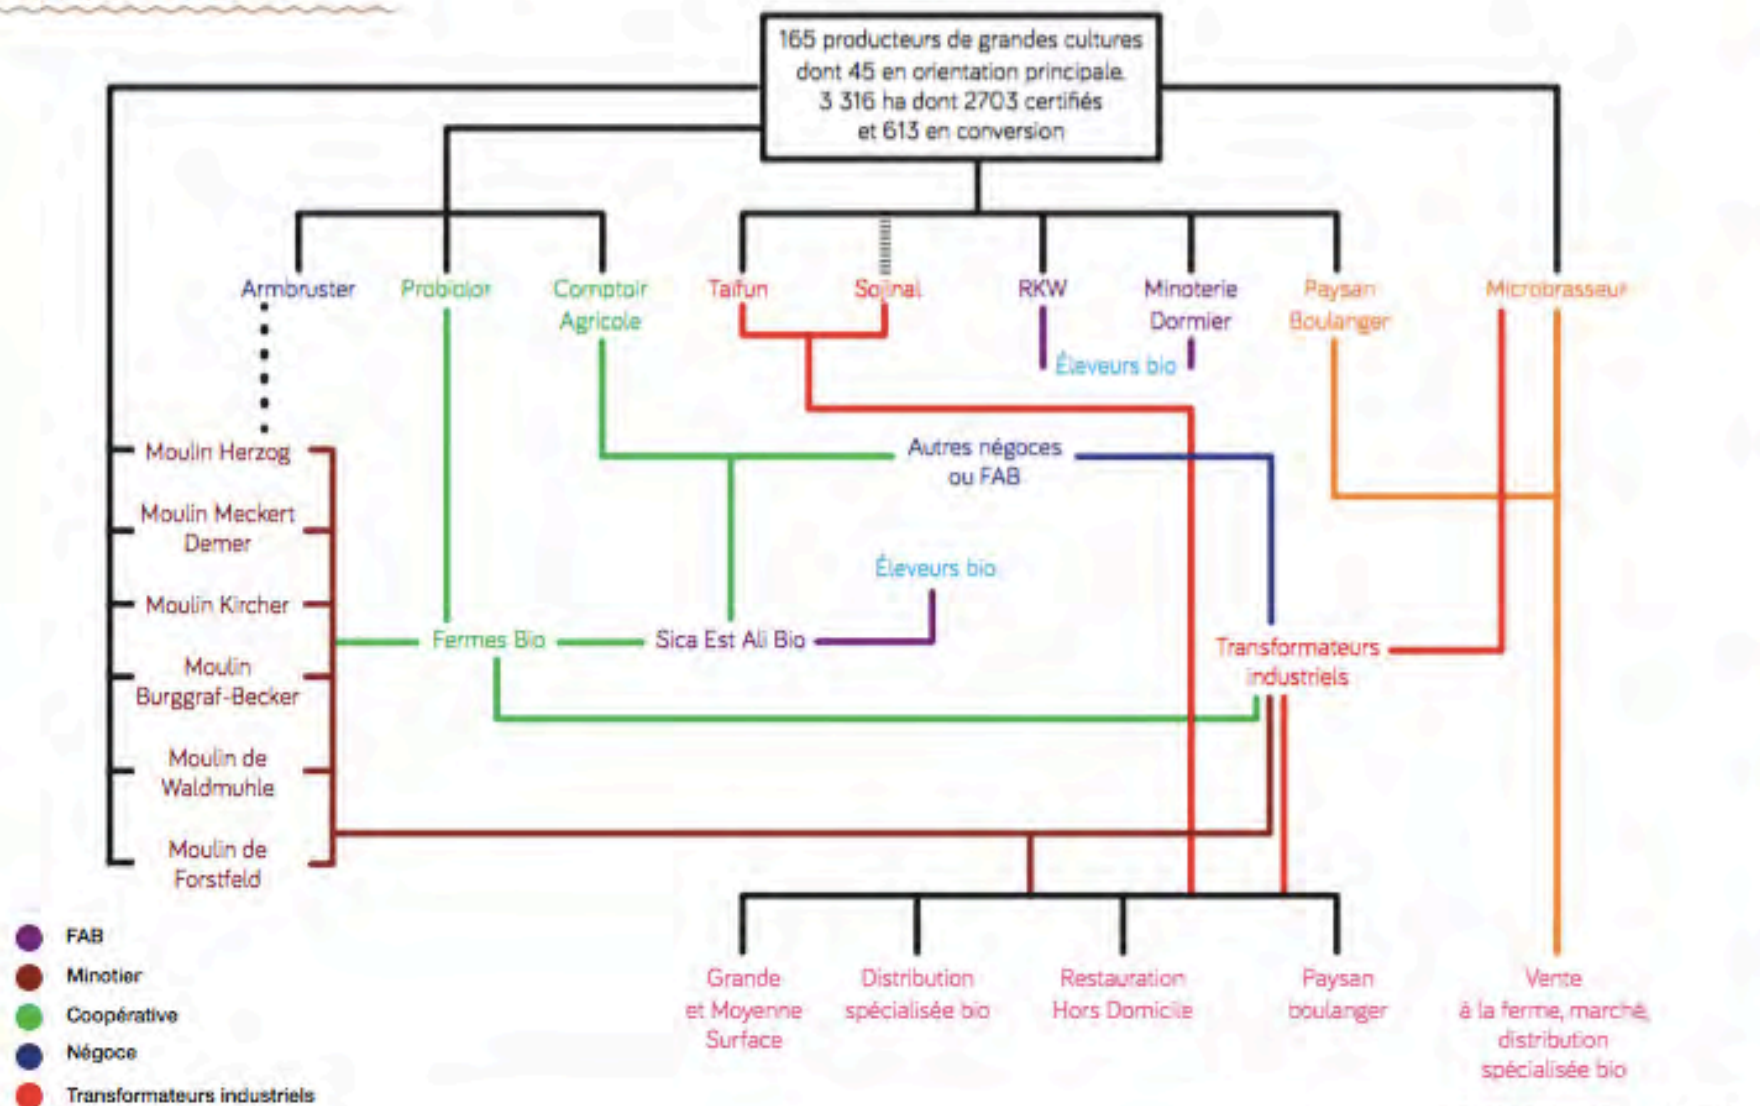 165 producteurs de grandes cultures
dont 45 en orientation principale.
3 316 ha dont 2703 certifiés
et 613 en conversion
Armbruster
Probiolor
Comptoir
Agricole
Taifun
Sojinal
RKW
Minoterie
Dormier
Paysan
Boulanger
Microbrasseur
Éleveurs bio
Moulin Herzog
Autres négoces
ou FAB
Moulin Meckert
Demer
Éleveurs bio
Moulin Kircher
Fermes Bio
Sica Est Ali Bio
Transformateurs
industriels
Moulin
Burggraf-Becker
Moulin de
Waldmuhle
Moulin de
Forstfeld
FAB
Minotier
Coopérative
Négoce
Transformateurs industriels
Grande
et Moyenne
Surface
Distribution
spécialisée bio
Restauration
Hors Domicile
Paysan
boulanger
Vente
à la ferme, marché,
distribution
spécialisée bio